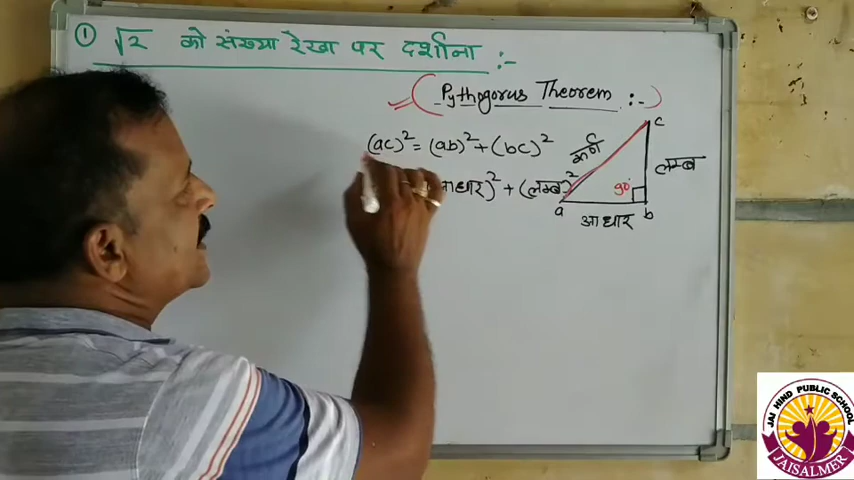 ① √2 को संख्या रेखा पर दर्शाना :-
Pythagorus Theorem :-
(ac)² = (ab)² + (bc)²
आधार)² + (लम्ब)²
c
कर्ण
लम्ब
90°
a
b
आधार
JAI HIND PUBLIC SCHOOL
JAISALMER